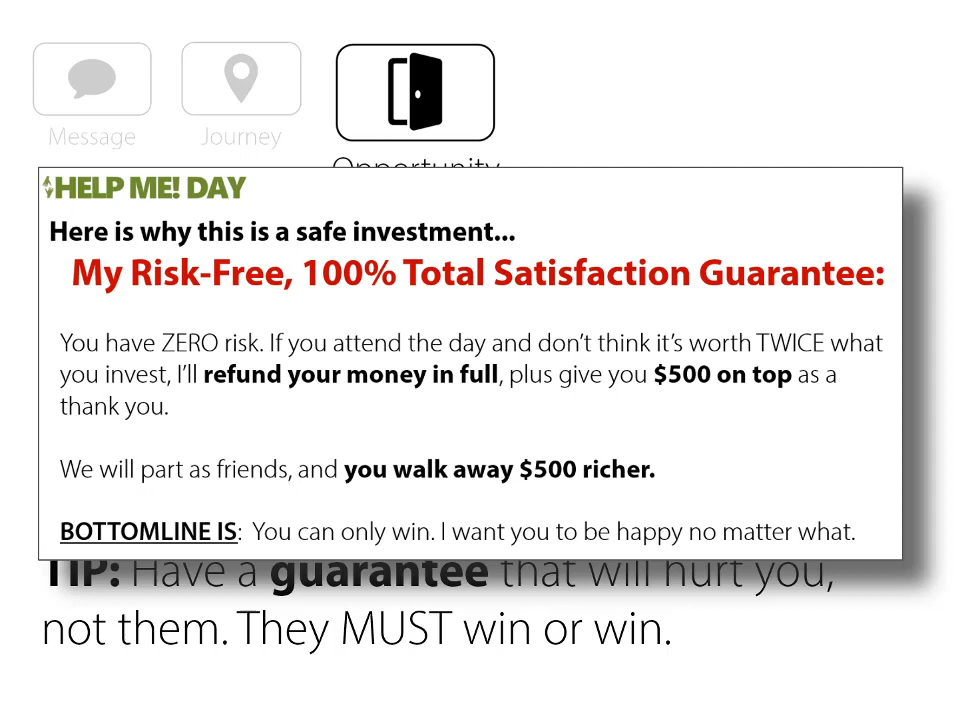 Message
Journey
Opportunity
HELP ME! DAY
Here is why this is a safe investment...
My Risk-Free, 100% Total Satisfaction Guarantee:
You have ZERO risk. If you attend the day and don’t think it’s worth TWICE what
you invest, I’ll refund your money in full, plus give you $500 on top as a
thank you.
We will part as friends, and you walk away $500 richer.
BOTTOMLINE IS: You can only win. I want you to be happy no matter what.
TIP: Have a guarantee that will hurt you,
not them. They MUST win or win.